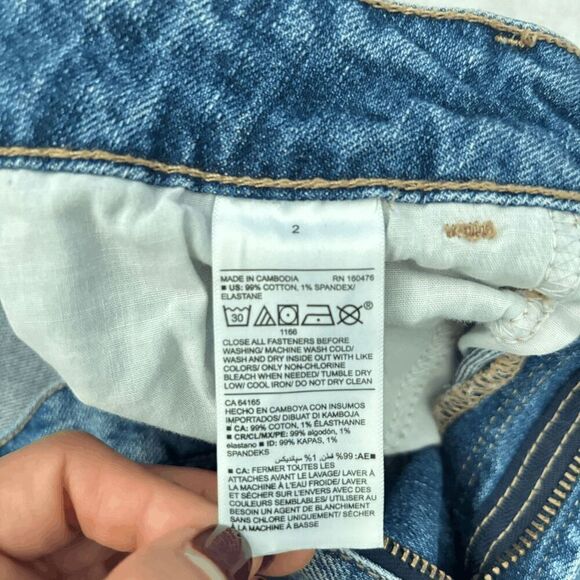 2
MADE IN CAMBODIA RN 160476
■ US: 99% COTTON, 1% SPANDEX/
ELASTANE
30 ®
1166
CLOSE ALL FASTENERS BEFORE
WASHING/ MACHINE WASH COLD/
WASH AND DRY INSIDE OUT WITH LIKE
COLORS/ ONLY NON-CHLORINE
BLEACH WHEN NEEDED/ TUMBLE DRY
LOW/ COOL IRON/ DO NOT DRY CLEAN
CA 64165
HECHO EN CAMBOYA CON INSUMOS
IMPORTADOS/ DIBUAT DI KAMBOJA
■ CA: 99% COTON, 1% ÉLASTHANNE
■ CR/CL/MX/PE: 99% algodón, 1%
elastano ■ ID: 99% KAPAS, 1%
SPANDEKS
■ AE: 99% قطن, 1% سباندیکس
■ CA: FERMER TOUTES LES
ATTACHES AVANT LE LAVAGE/ LAVER À
LA MACHINE À L'EAU FROIDE/ LAVER
ET SÉCHER SUR L'ENVERS AVEC DES
COULEURS SEMBLABLES/ UTILISER AU
BESOIN UN AGENT DE BLANCHIMENT
SANS CHLORE UNIQUEMENT/ SÉCHER
À LA MACHINE À BASSE